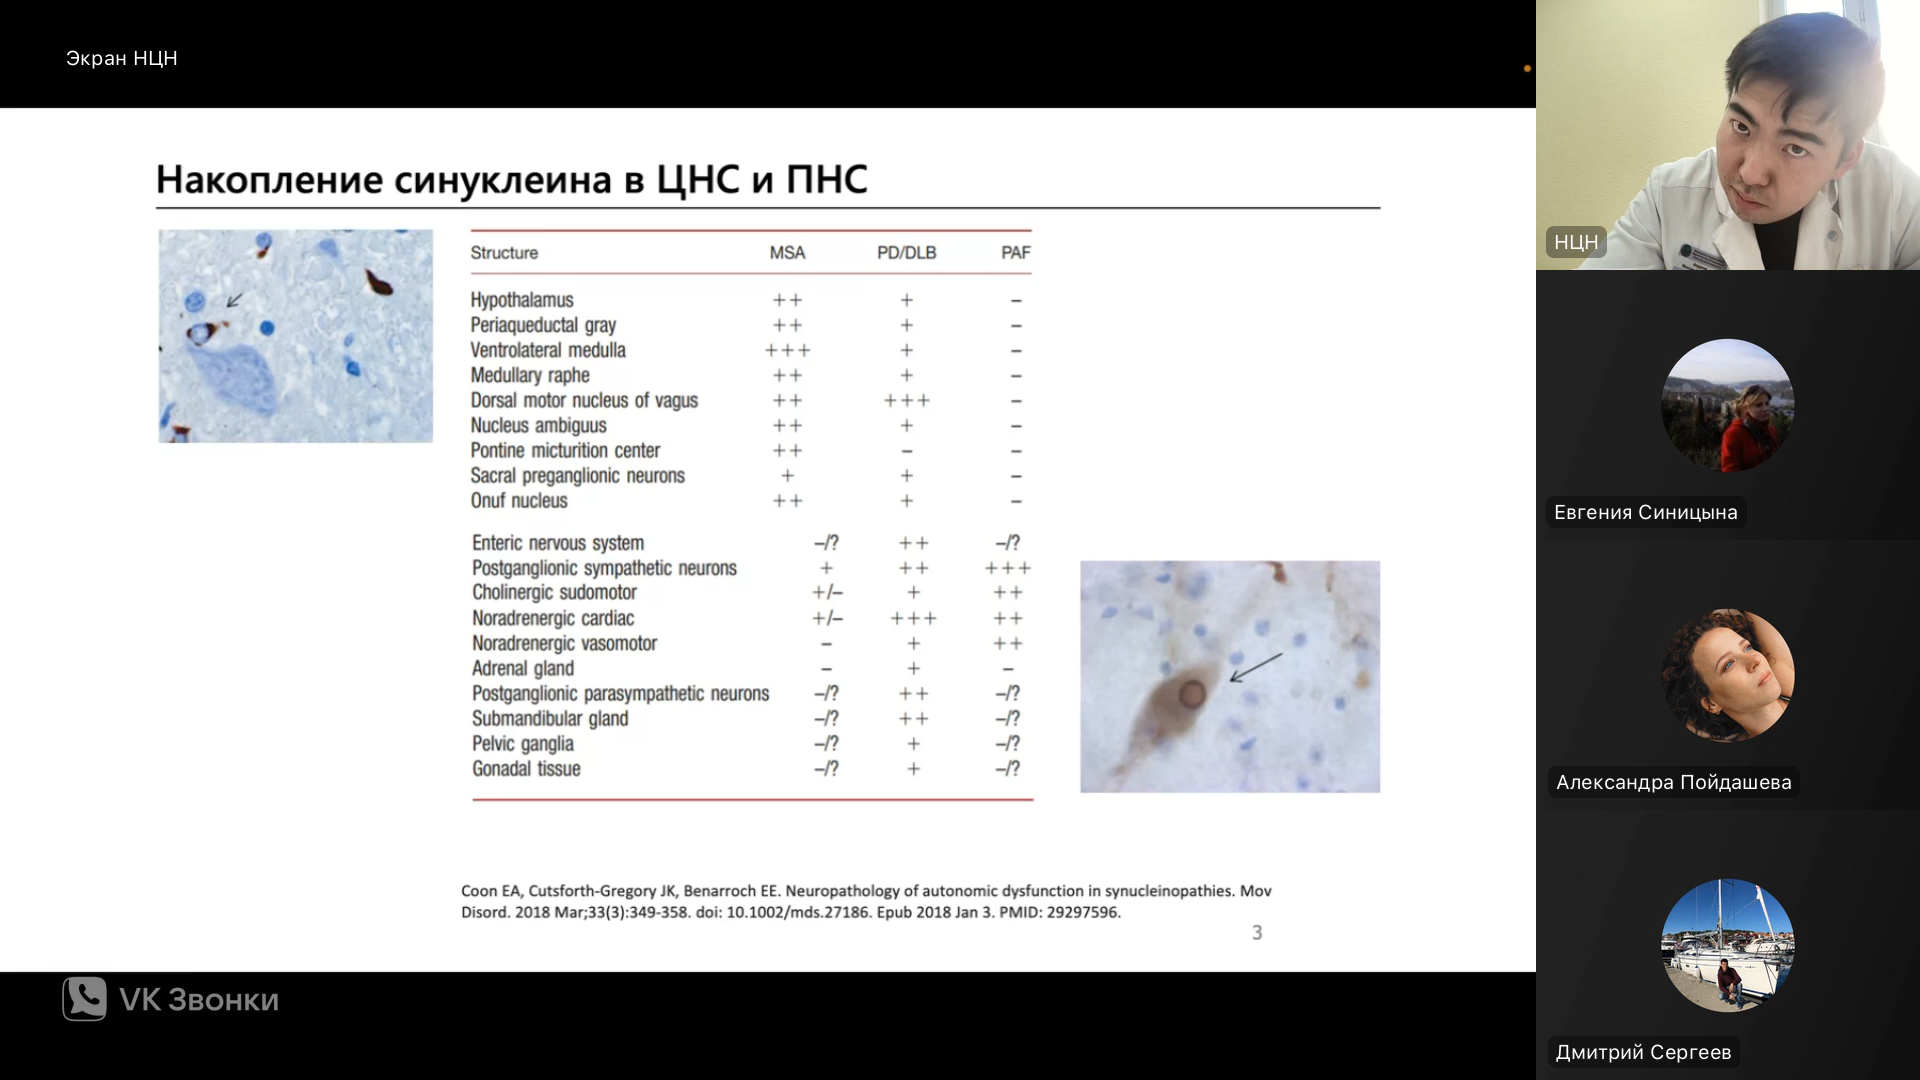 Экран НЦН
Накопление синуклеина в ЦНС и ПНС
Structure MSA PD/DLB PAF
Hypothalamus ++ + –
Periaqueductal gray ++ + –
Ventrolateral medulla +++ + –
Medullary raphe ++ + –
Dorsal motor nucleus of vagus ++ +++ –
Nucleus ambiguus ++ + –
Pontine micturition center ++ – –
Sacral preganglionic neurons + + –
Onuf nucleus ++ + –
Enteric nervous system –/? ++ –/?
Postganglionic sympathetic neurons + ++ +++
Cholinergic sudomotor +/– + ++
Noradrenergic cardiac +/– +++ ++
Noradrenergic vasomotor – + ++
Adrenal gland – + –
Postganglionic parasympathetic neurons –/? ++ –/?
Submandibular gland –/? ++ –/?
Pelvic ganglia –/? + –/?
Gonadal tissue –/? + –/?
Coon EA, Cutsforth-Gregory JK, Benarroch EE. Neuropathology of autonomic dysfunction in synucleinopathies. Mov
Disord. 2018 Mar;33(3):349-358. doi: 10.1002/mds.27186. Epub 2018 Jan 3. PMID: 29297596.
3
VK Звонки
НЦН
Евгения Синицына
Александра Пойдашева
Дмитрий Сергеев